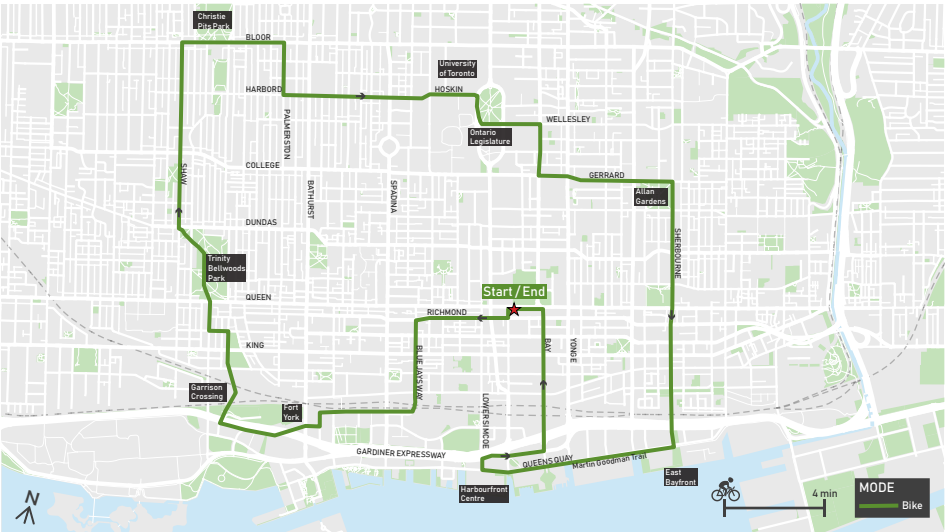 Christie
Pits Park
BLOOR
University
of Toronto
HARBORD
HOSKIN
PALMERSTON
WELLESLEY
Ontario
Legislature
COLLEGE
SHAW
GERRARD
BATHURST
SPADINA
Allan
Gardens
DUNDAS
SHERBOURNE
Trinity
Bellwoods
Park
Start / End
QUEEN
RICHMOND
KING
BLUE JAYS WAY
BAY
YONGE
Garrison
Crossing
Fort
York
LOWER SIMCOE
GARDINER EXPRESSWAY
QUEENS QUAY
Martin Goodman Trail
East
Bayfront
Harbourfront
Centre
N
4 min
MODE
Bike